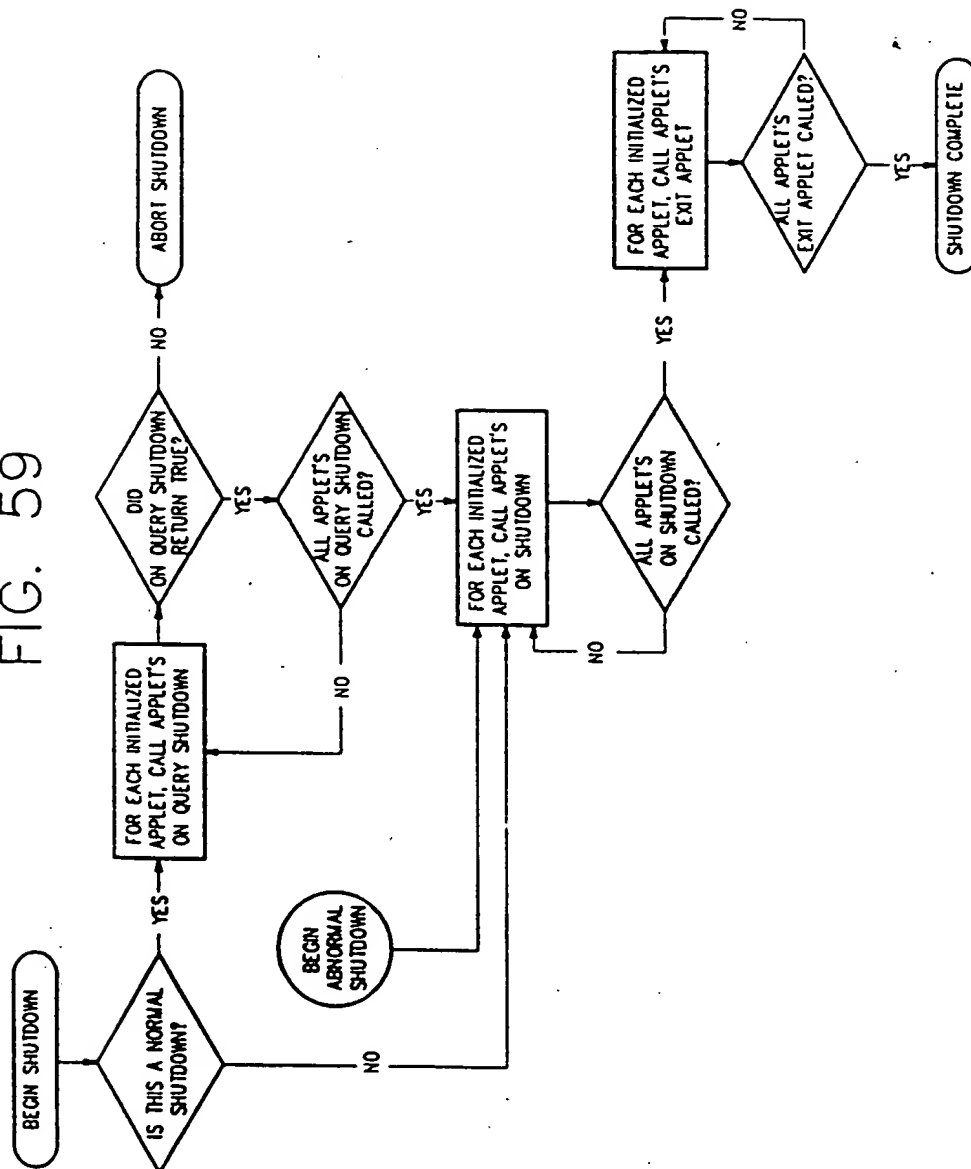 FIG. 59
BEGIN SHUTDOWN
IS THIS A NORMAL
SHUTDOWN?
YES
NO
FOR EACH INITIALIZED
APPLET, CALL APPLET'S
ON QUERY SHUTDOWN
DID
ON QUERY SHUTDOWN
RETURN TRUE?
NO
ABORT SHUTDOWN
YES
ALL APPLET'S
ON QUERY SHUTDOWN
CALLED?
NO
YES
BEGIN
ABNORMAL
SHUTDOWN
FOR EACH INITIALIZED
APPLET, CALL APPLET'S
ON SHUTDOWN
ALL APPLET'S
ON SHUTDOWN
CALLED?
NO
YES
FOR EACH INITIALIZED
APPLET, CALL APPLET'S
EXIT APPLET
ALL APPLET'S
EXIT APPLET CALLED?
NO
YES
SHUTDOWN COMPLETE